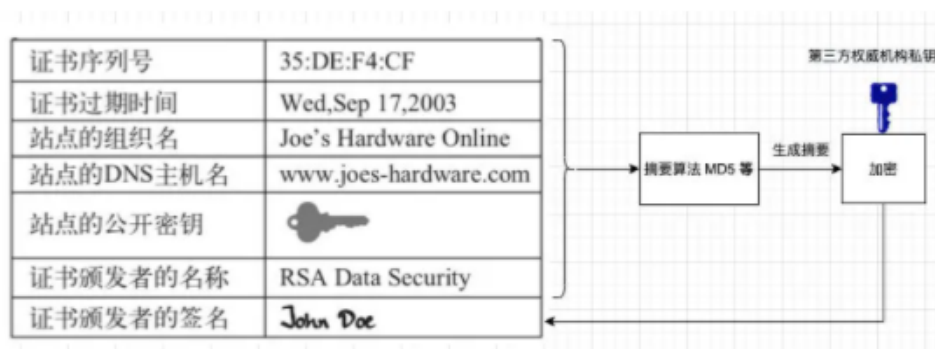 证书序列号 35:DE:F4:CF
证书过期时间 Wed,Sep 17,2003
站点的组织名 Joe's Hardware Online
站点的DNS主机名 www.joes-hardware.com
站点的公开密钥
证书颁发者的名称 RSA Data Security
证书颁发者的签名 John Doe
摘要算法 MD5 等
生成摘要
第三方权威机构私钥
加密